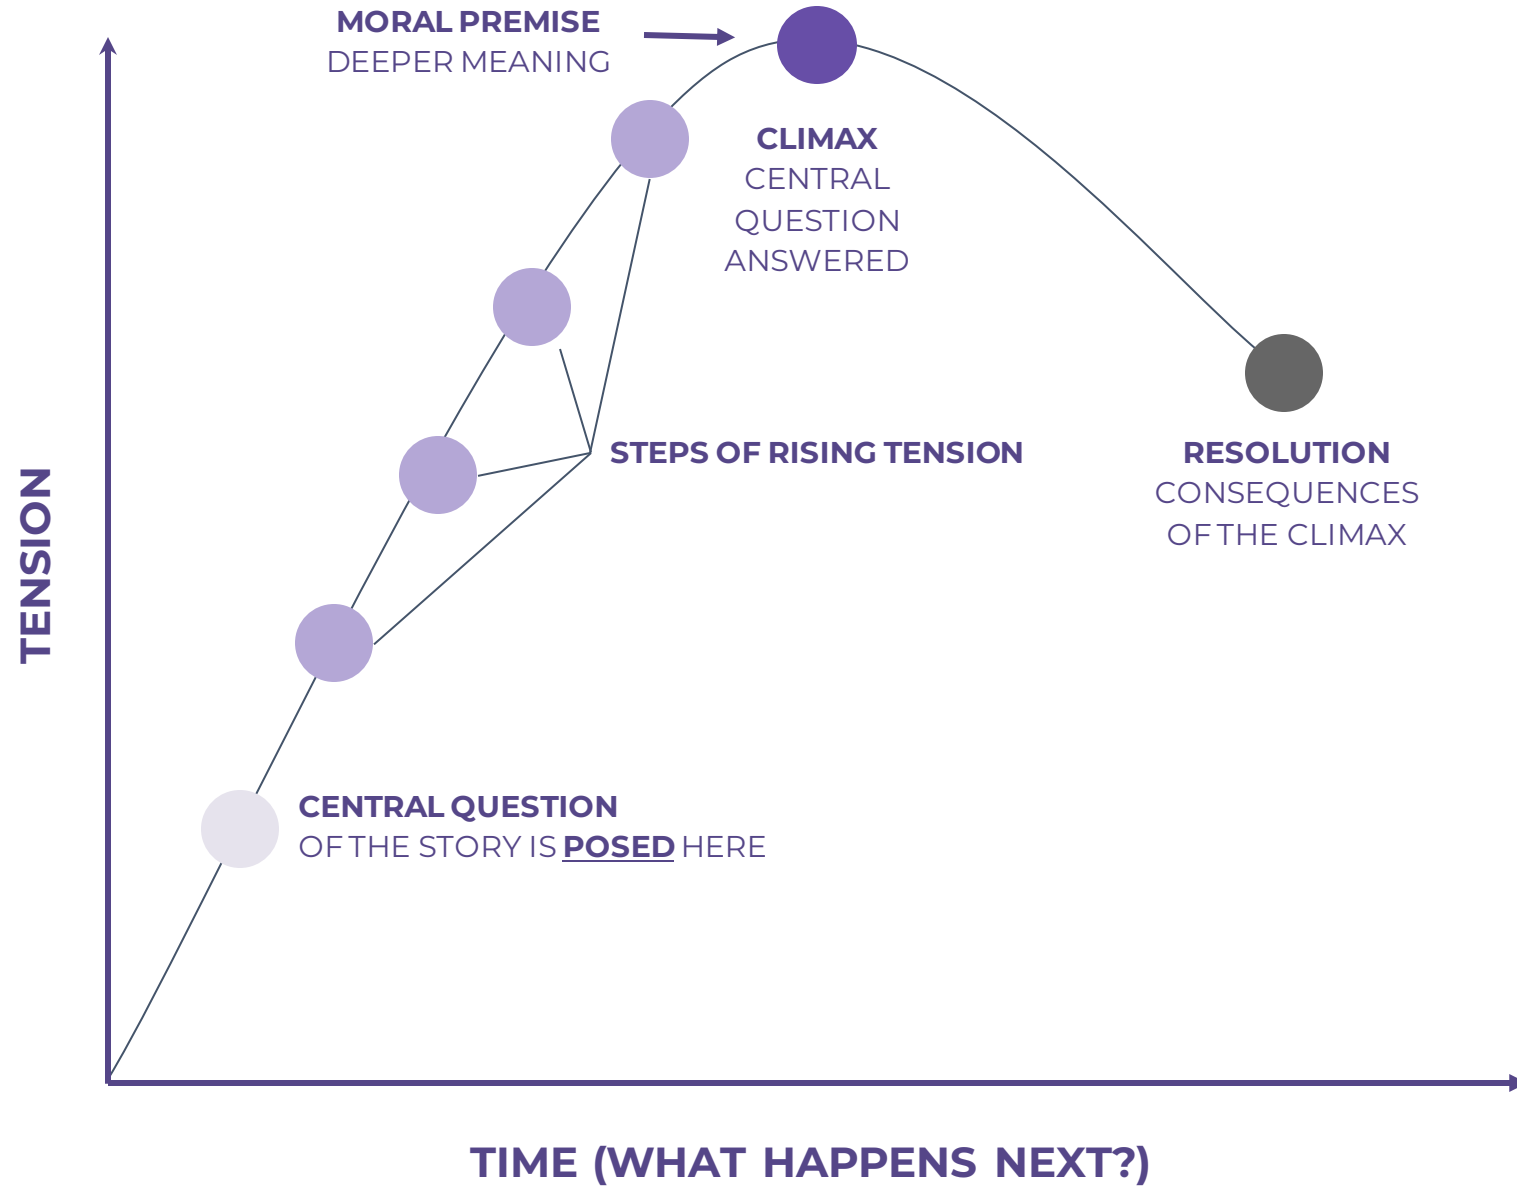 MORAL PREMISE
DEEPER MEANING
CLIMAX
CENTRAL
QUESTION
ANSWERED
STEPS OF RISING TENSION
RESOLUTION
CONSEQUENCES
OF THE CLIMAX
TENSION
CENTRAL QUESTION
OF THE STORY IS POSED HERE
TIME (WHAT HAPPENS NEXT?)